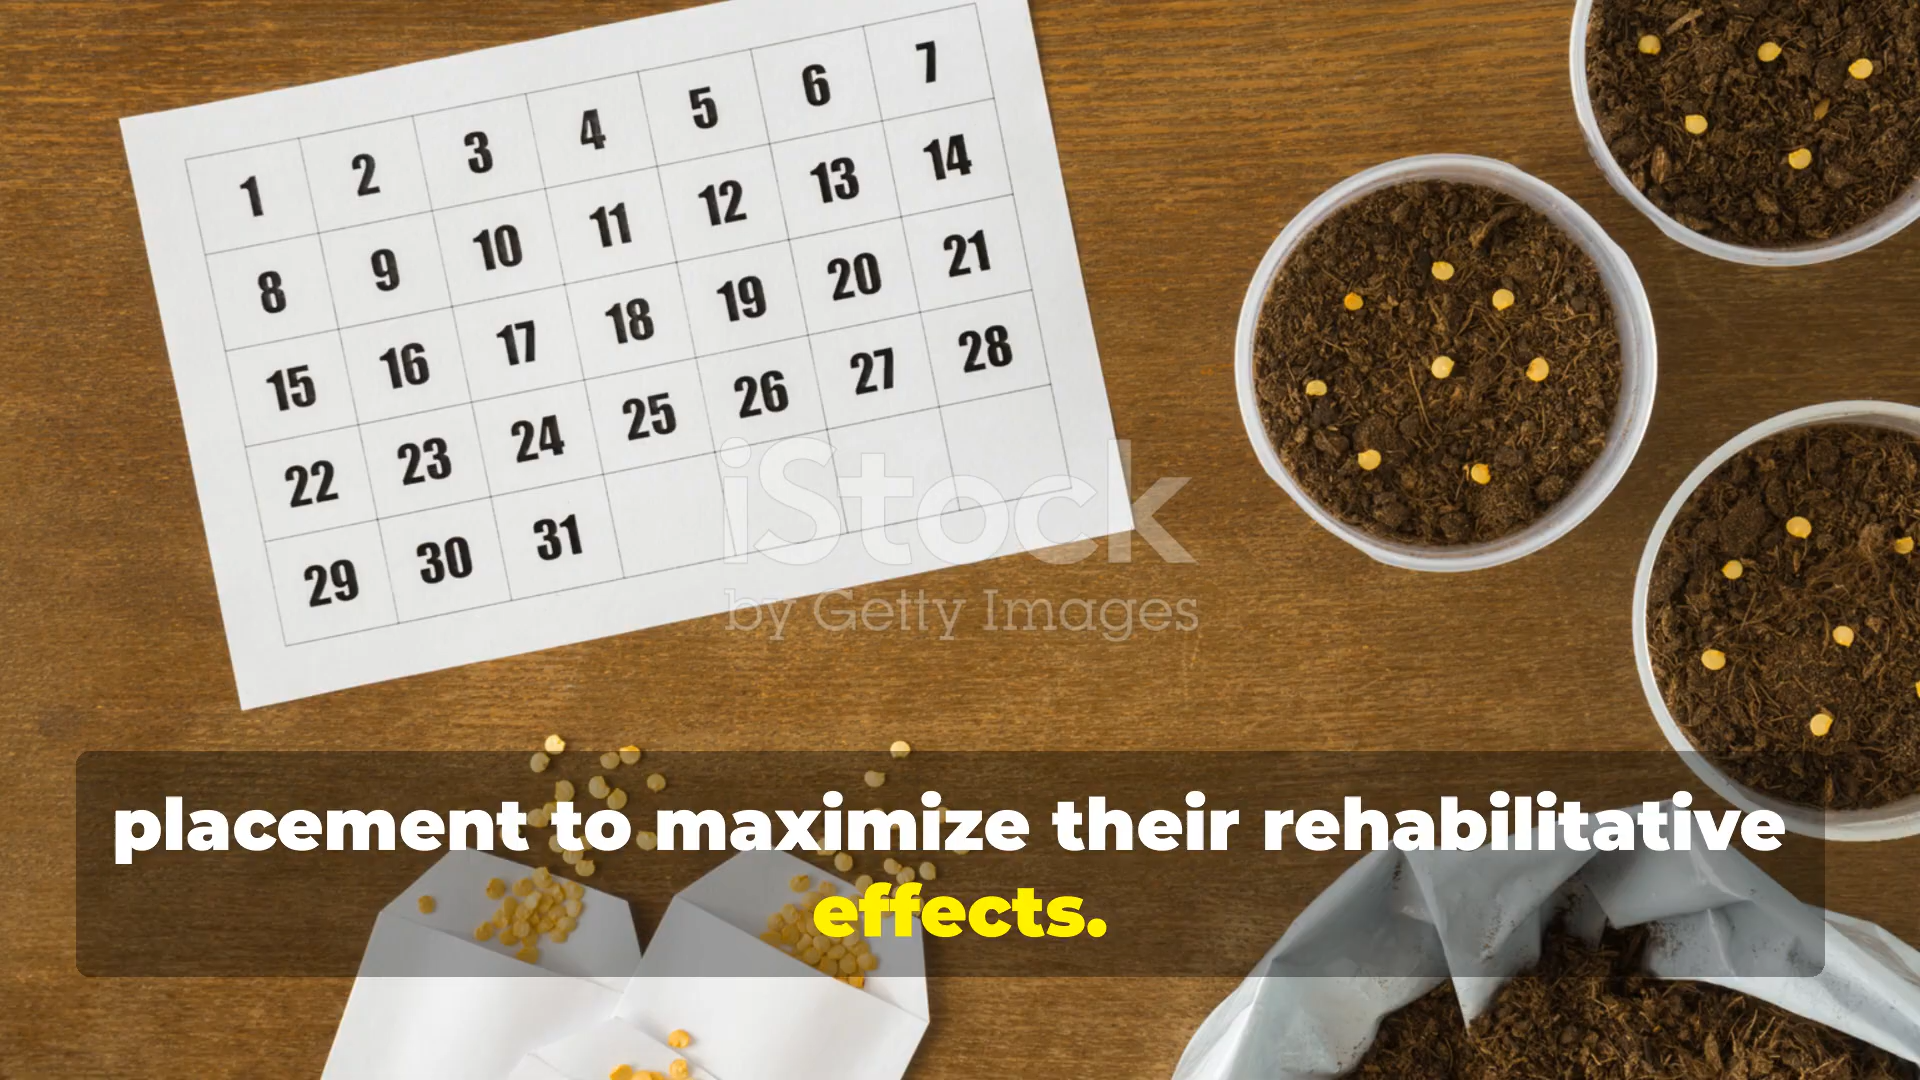 1 2 3 4 5 6 7
8 9 10 11 12 13 14
15 16 17 18 19 20 21
22 23 24 25 26 27 28
29 30 31
iStock
by Getty Images
placement to maximize their rehabilitative
effects.